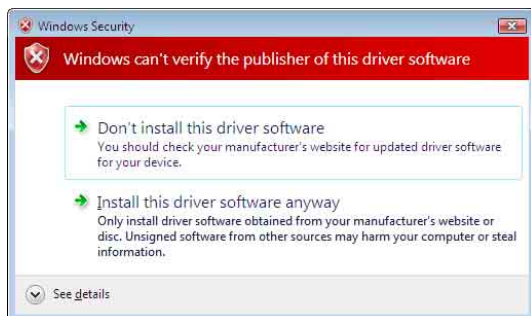 Windows Security
Windows can't verify the publisher of this driver software
Don't install this driver software
You should check your manufacturer's website for updated driver software
for your device.
Install this driver software anyway
Only install driver software obtained from your manufacturer's website or
disc. Unsigned software from other sources may harm your computer or steal
information.
See details